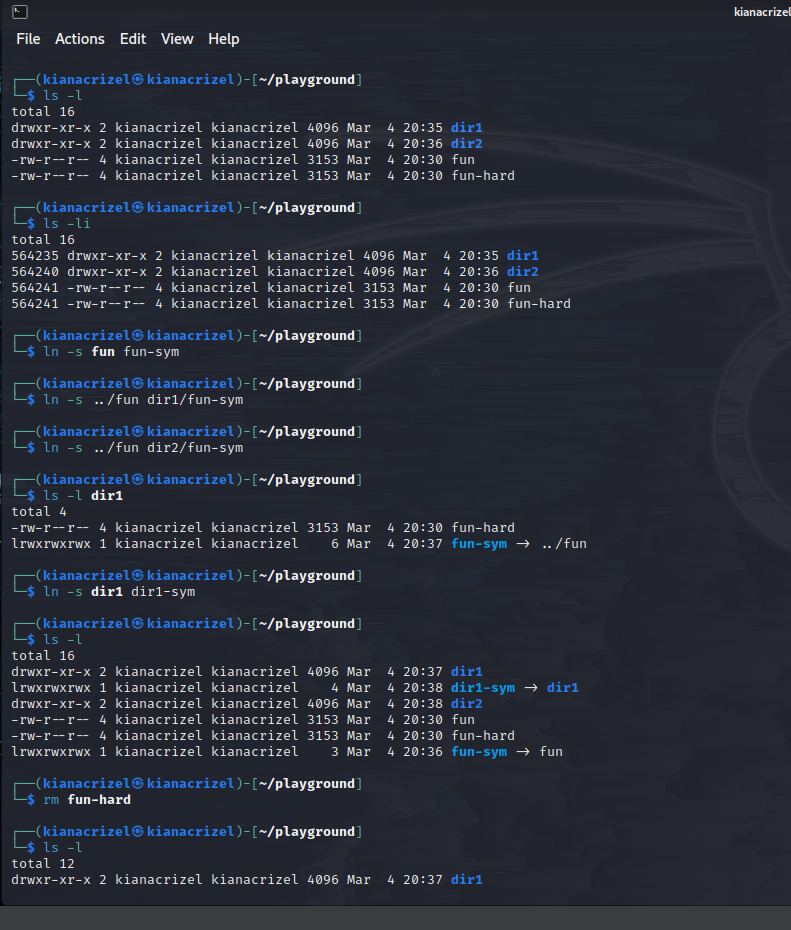 kianacrizel
File Actions Edit View Help
┌──(kianacrizel㉿kianacrizel)-[~/playground]
└─$ ls -l
total 16
drwxr-xr-x 2 kianacrizel kianacrizel 4096 Mar  4 20:35 dir1
drwxr-xr-x 2 kianacrizel kianacrizel 4096 Mar  4 20:36 dir2
-rw-r--r-- 4 kianacrizel kianacrizel 3153 Mar  4 20:30 fun
-rw-r--r-- 4 kianacrizel kianacrizel 3153 Mar  4 20:30 fun-hard
┌──(kianacrizel㉿kianacrizel)-[~/playground]
└─$ ls -li
total 16
564235 drwxr-xr-x 2 kianacrizel kianacrizel 4096 Mar  4 20:35 dir1
564240 drwxr-xr-x 2 kianacrizel kianacrizel 4096 Mar  4 20:36 dir2
564241 -rw-r--r-- 4 kianacrizel kianacrizel 3153 Mar  4 20:30 fun
564241 -rw-r--r-- 4 kianacrizel kianacrizel 3153 Mar  4 20:30 fun-hard
┌──(kianacrizel㉿kianacrizel)-[~/playground]
└─$ ln -s fun fun-sym
┌──(kianacrizel㉿kianacrizel)-[~/playground]
└─$ ln -s ../fun dir1/fun-sym
┌──(kianacrizel㉿kianacrizel)-[~/playground]
└─$ ln -s ../fun dir2/fun-sym
┌──(kianacrizel㉿kianacrizel)-[~/playground]
└─$ ls -l dir1
total 4
-rw-r--r-- 4 kianacrizel kianacrizel 3153 Mar  4 20:30 fun-hard
lrwxrwxrwx 1 kianacrizel kianacrizel    6 Mar  4 20:37 fun-sym -> ../fun
┌──(kianacrizel㉿kianacrizel)-[~/playground]
└─$ ln -s dir1 dir1-sym
┌──(kianacrizel㉿kianacrizel)-[~/playground]
└─$ ls -l
total 16
drwxr-xr-x 2 kianacrizel kianacrizel 4096 Mar  4 20:37 dir1
lrwxrwxrwx 1 kianacrizel kianacrizel    4 Mar  4 20:38 dir1-sym -> dir1
drwxr-xr-x 2 kianacrizel kianacrizel 4096 Mar  4 20:38 dir2
-rw-r--r-- 4 kianacrizel kianacrizel 3153 Mar  4 20:30 fun
-rw-r--r-- 4 kianacrizel kianacrizel 3153 Mar  4 20:30 fun-hard
lrwxrwxrwx 1 kianacrizel kianacrizel    3 Mar  4 20:36 fun-sym -> fun
┌──(kianacrizel㉿kianacrizel)-[~/playground]
└─$ rm fun-hard
┌──(kianacrizel㉿kianacrizel)-[~/playground]
└─$ ls -l
total 12
drwxr-xr-x 2 kianacrizel kianacrizel 4096 Mar  4 20:37 dir1